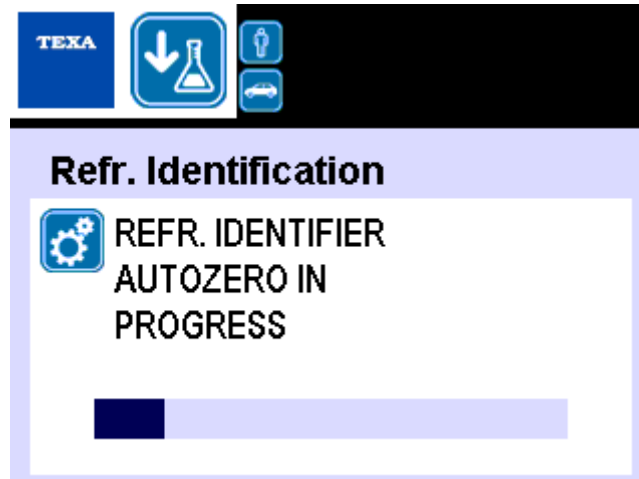 TEXA
Refr. Identification
REFR. IDENTIFIER
AUTOZERO IN
PROGRESS